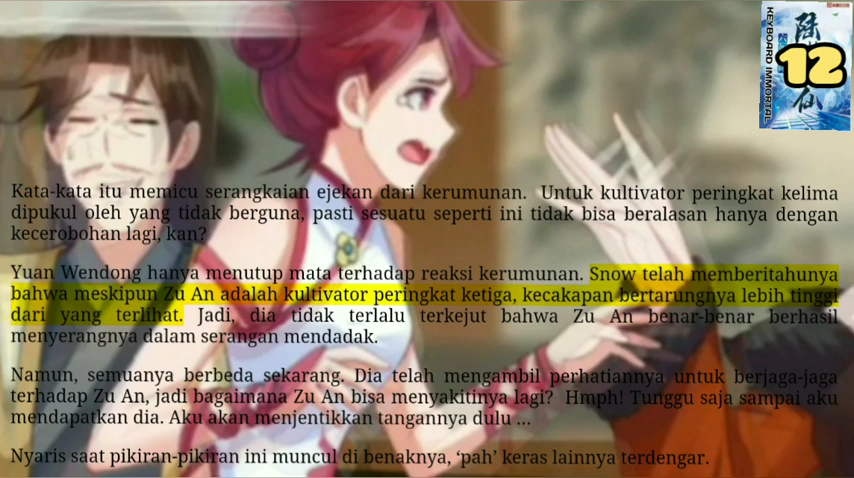 陆地
KEYBOARD IMMORTAL
12
仙
Kata-kata itu memicu serangkaian ejekan dari kerumunan. Untuk kultivator peringkat kelima
dipukul oleh yang tidak berguna, pasti sesuatu seperti ini tidak bisa beralasan hanya dengan
kecerobohan lagi, kan?
Yuan Wendong hanya menutup mata terhadap reaksi kerumunan. Snow telah memberitahunya
bahwa meskipun Zu An adalah kultivator peringkat ketiga, kecakapan bertarungnya lebih tinggi
dari yang terlihat. Jadi, dia tidak terlalu terkejut bahwa Zu An benar-benar berhasil
menyerangnya dalam serangan mendadak.
Namun, semuanya berbeda sekarang. Dia telah mengambil perhatiannya untuk berjaga-jaga
terhadap Zu An, jadi bagaimana Zu An bisa menyakitinya lagi? Hmph! Tunggu saja sampai aku
mendapatkan dia. Aku akan menjentikkan tangannya dulu ...
Nyaris saat pikiran-pikiran ini muncul di benaknya, ‘pah’ keras lainnya terdengar.